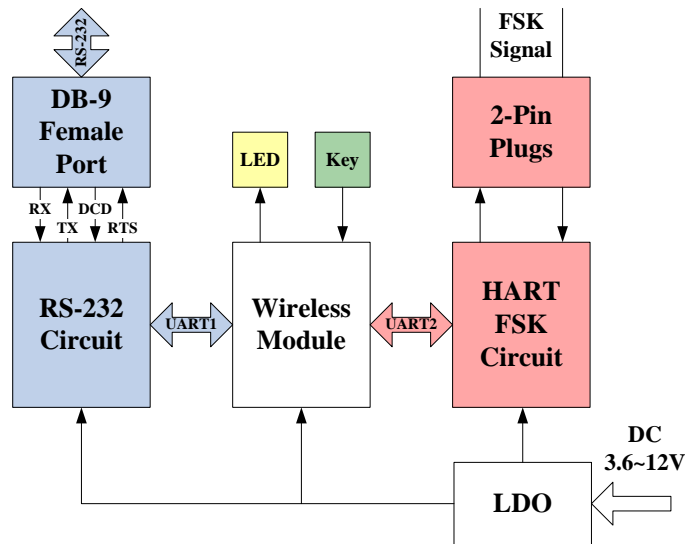 RS-232
FSK
Signal
DB-9
Female
Port
2-Pin
Plugs
LED
Key
RX
TX
DCD
RTS
RS-232
Circuit
UART1
Wireless
Module
UART2
HART
FSK
Circuit
DC
3.6~12V
LDO